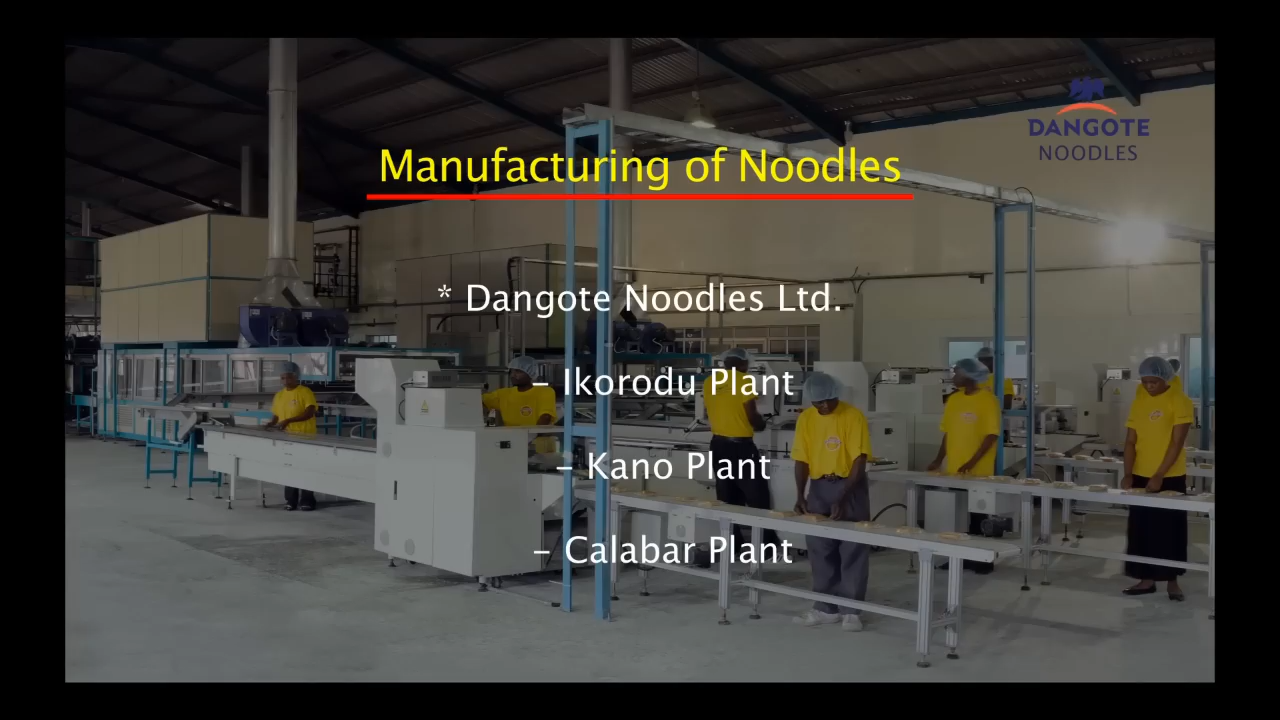 DANGOTE
NOODLES
Manufacturing of Noodles
* Dangote Noodles Ltd.
- Ikorodu Plant
- Kano Plant
- Calabar Plant